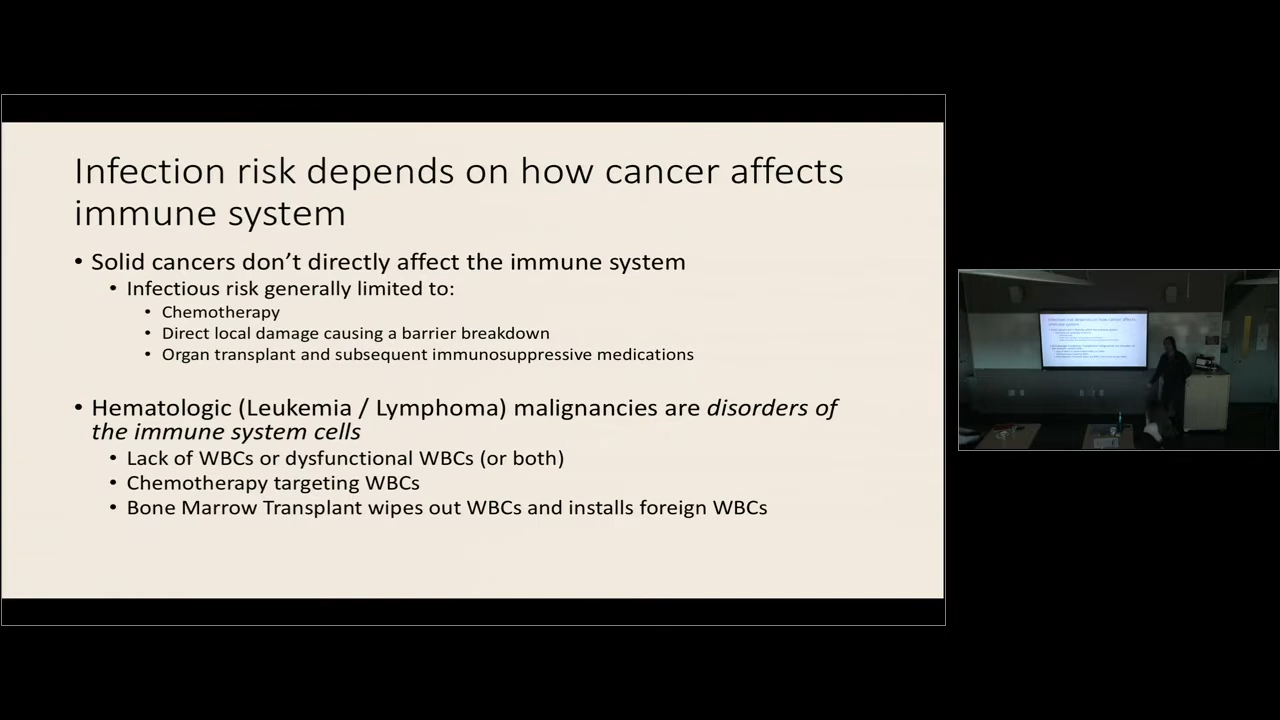 Infection risk depends on how cancer affects
immune system
• Solid cancers don’t directly affect the immune system
• Infectious risk generally limited to:
• Chemotherapy
• Direct local damage causing a barrier breakdown
• Organ transplant and subsequent immunosuppressive medications
• Hematologic (Leukemia / Lymphoma) malignancies are disorders of
the immune system cells
• Lack of WBCs or dysfunctional WBCs (or both)
• Chemotherapy targeting WBCs
• Bone Marrow Transplant wipes out WBCs and installs foreign WBCs